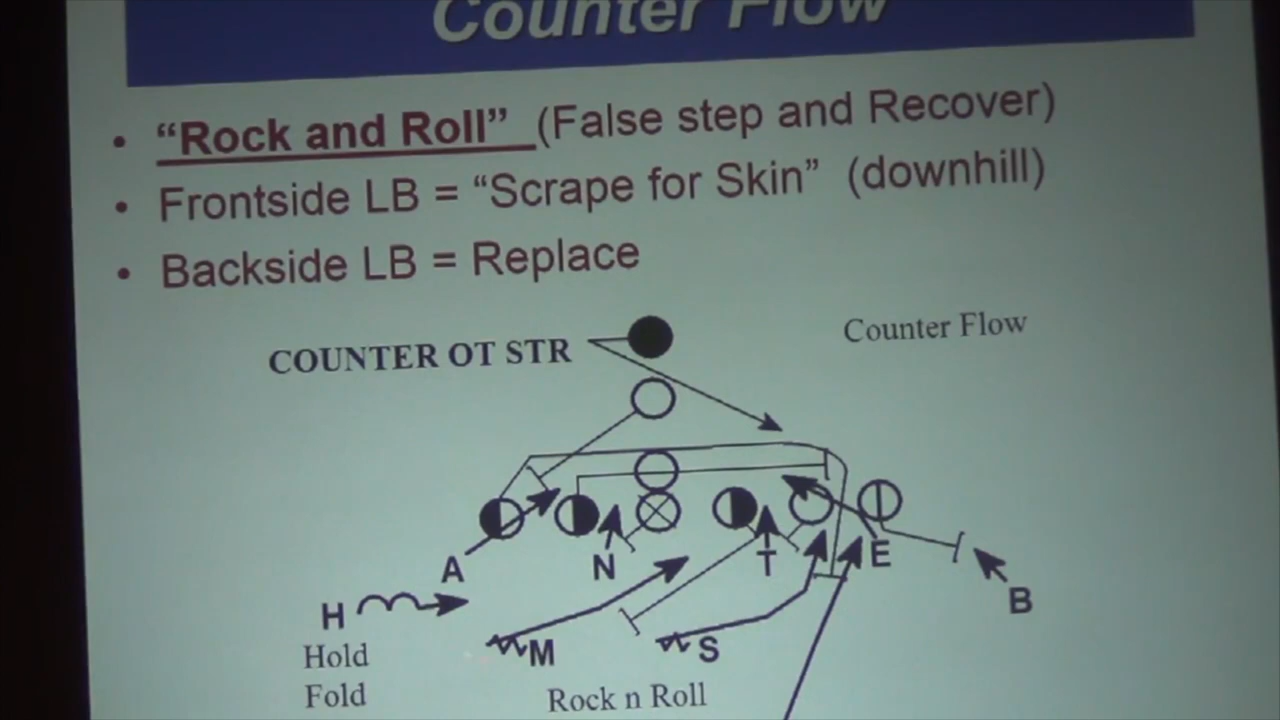 Counter Flow
• “Rock and Roll” (False step and Recover)
• Frontside LB = “Scrape for Skin” (downhill)
• Backside LB = Replace
COUNTER OT STR
Counter Flow
A
N
T
E
B
H
M
S
Hold
Fold
Rock n Roll